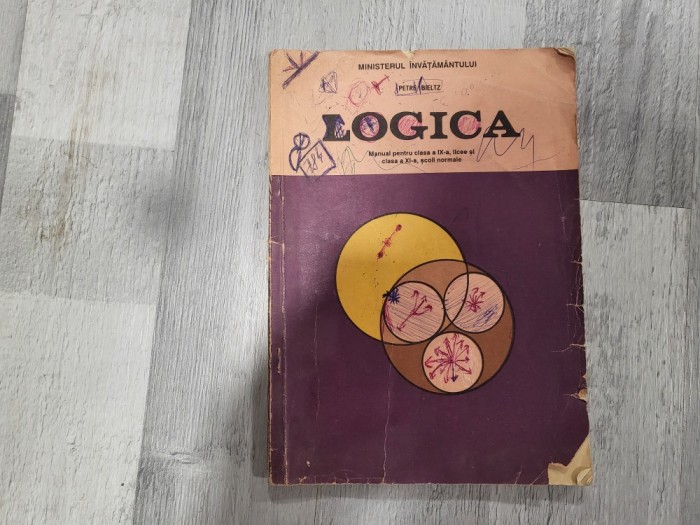 MINISTERUL ÎNVĂȚĂMÂNTULUI
PETRE BIELTZ
LOGICA
Manual pentru clasa a IX-a, licee și
clasa a XI-a, școli normale